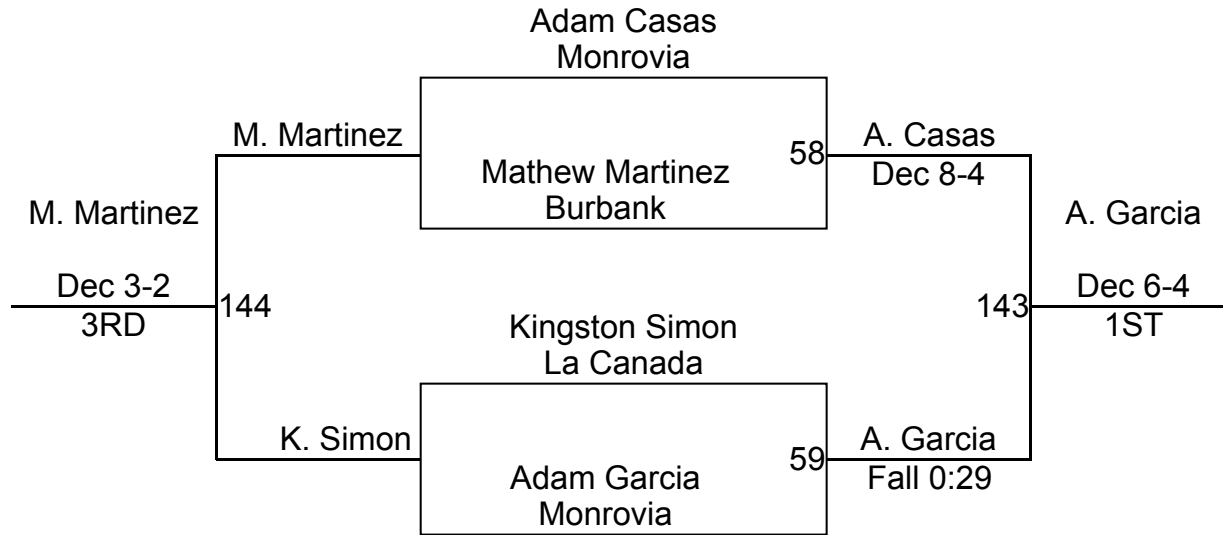 Adam Casas
Monrovia
M. Martinez
58
A. Casas
Mathew Martinez
Dec 8-4
Burbank
M. Martinez
A. Garcia
Dec 3-2
144
143
Dec 6-4
3RD
1ST
Kingston Simon
La Canada
K. Simon
59
A. Garcia
Adam Garcia
Fall 0:29
Monrovia